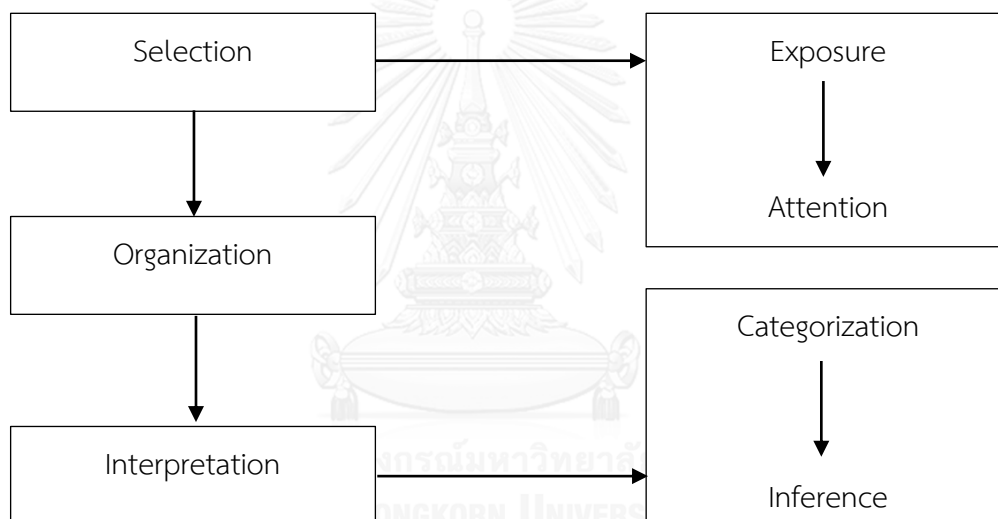 Selection
Exposure
Attention
Organization
Categorization
Interpretation
Inference